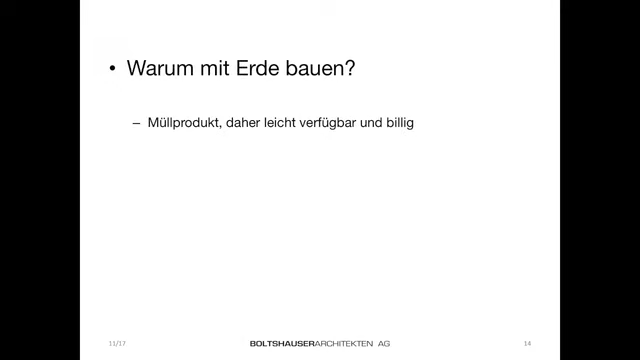 • Warum mit Erde bauen?
– Müllprodukt, daher leicht verfügbar und billig
11/17 BOLTSHAUSERARCHITEKTEN AG 14